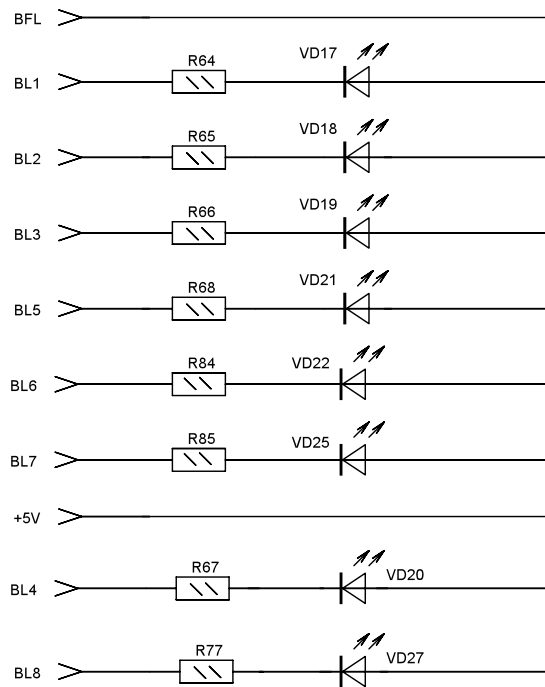 BFL
BL1 R64 VD17
BL2 R65 VD18
BL3 R66 VD19
BL5 R68 VD21
BL6 R84 VD22
BL7 R85 VD25
+5V
BL4 R67 VD20
BL8 R77 VD27